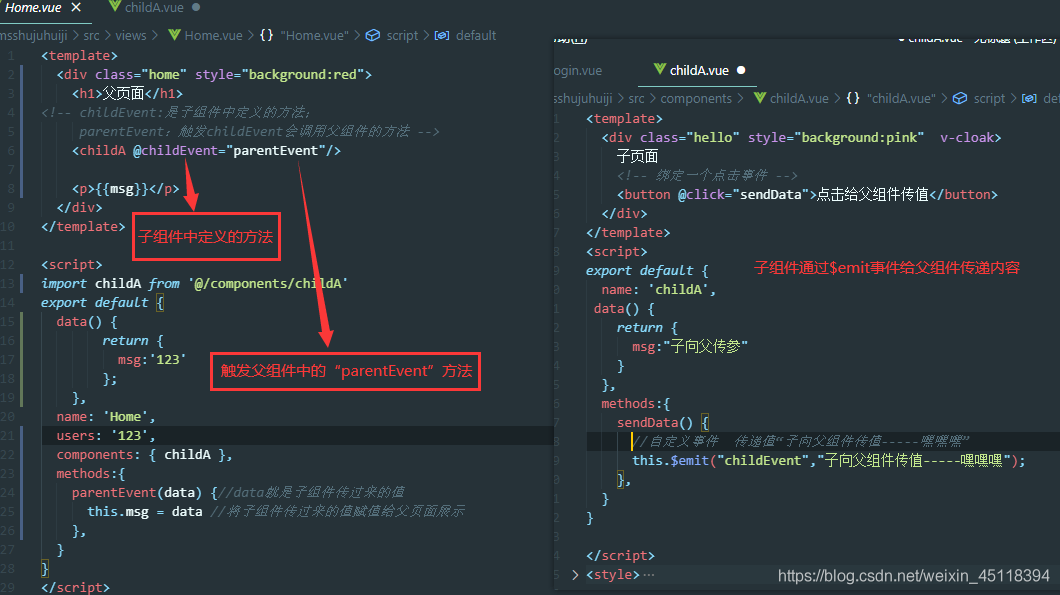 Home.vue
childA.vue
msshujuhuiji > src > views > Home.vue > {} "Home.vue" > script > default
1 <template>
2 <div class="home" style="background:red">
3 <h1>父页面</h1>
4 <!-- childEvent:是子组件中定义的方法;
5 parentEvent: 触发childEvent会调用父组件的方法 -->
6 <childA @childEvent="parentEvent"/>
7
8 <p>{{msg}}</p>
9 </div>
10 </template>
11
12 <script>
13 import childA from '@/components/childA'
14 export default {
15 data() {
16 return {
17 msg:'123'
18 };
19 },
20 name: 'Home',
21 users: '123',
22 components: { childA },
23 methods:{
24 parentEvent(data) {//data就是子组件传过来的值
25 this.msg = data //将子组件传过来的值赋值给父页面展示
26 },
27 }
28 }
29 </script>
子组件中定义的方法
触发父组件中的“parentEvent”方法
ogin.vue
childA.vue
sshujuhuiji > src > components > childA.vue > {} "childA.vue" > script >
<template>
<div class="hello" style="background:pink" v-cloak>
子页面
<!-- 绑定一个点击事件 -->
<button @click="sendData">点击给父组件传值</button>
</div>
</template>
<script>
export default {
name: 'childA',
data() {
return {
msg:"子向父传参"
}
},
methods:{
sendData() {
//自定义事件 传递值“子向父组件传值-----嘿嘿嘿”
this.$emit("childEvent","子向父组件传值-----嘿嘿嘿");
},
}
}
</script>
<style>…
子组件通过$emit事件给父组件传递内容
https://blog.csdn.net/weixin_45118394